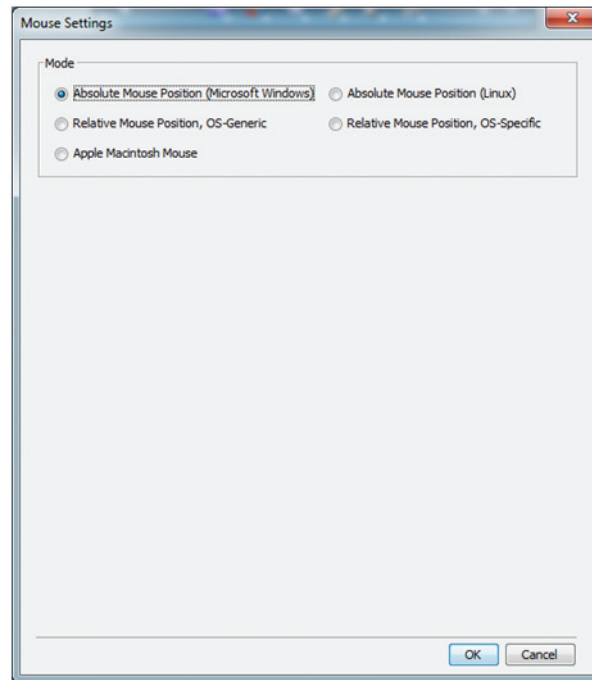 Mouse Settings
Mode
Absolute Mouse Position (Microsoft Windows) Absolute Mouse Position (Linux)
Relative Mouse Position, OS-Generic Relative Mouse Position, OS-Specific
Apple Macintosh Mouse
OK Cancel